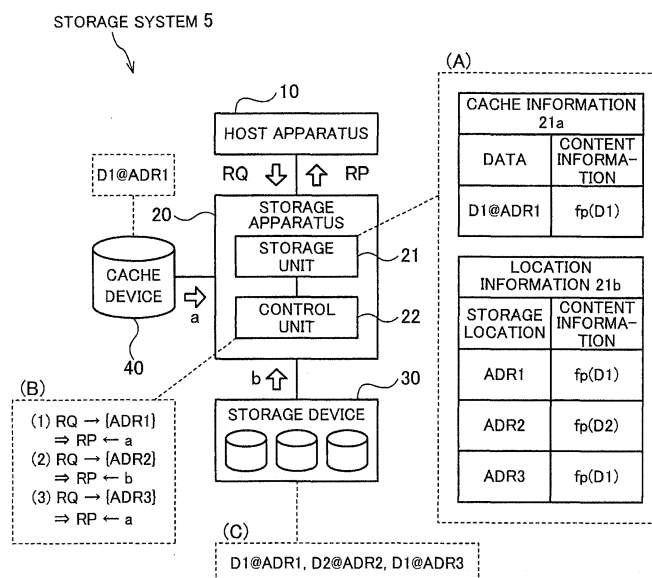 STORAGE SYSTEM 5
(A)
10
HOST APPARATUS
CACHE INFORMATION
21a
DATA
CONTENT
INFORMA-
TION
D1@ADR1
fp(D1)
RQ
RP
D1@ADR1
20
STORAGE
APPARATUS
STORAGE
UNIT
21
CACHE
DEVICE
a
40
CONTROL
UNIT
22
LOCATION
INFORMATION 21b
STORAGE
LOCATION
CONTENT
INFORMA-
TION
ADR1
fp(D1)
ADR2
fp(D2)
ADR3
fp(D1)
b
30
STORAGE DEVICE
(B)
(1) RQ → {ADR1}
⇒ RP ← a
(2) RQ → {ADR2}
⇒ RP ← b
(3) RQ → {ADR3}
⇒ RP ← a
(C)
D1@ADR1, D2@ADR2, D1@ADR3